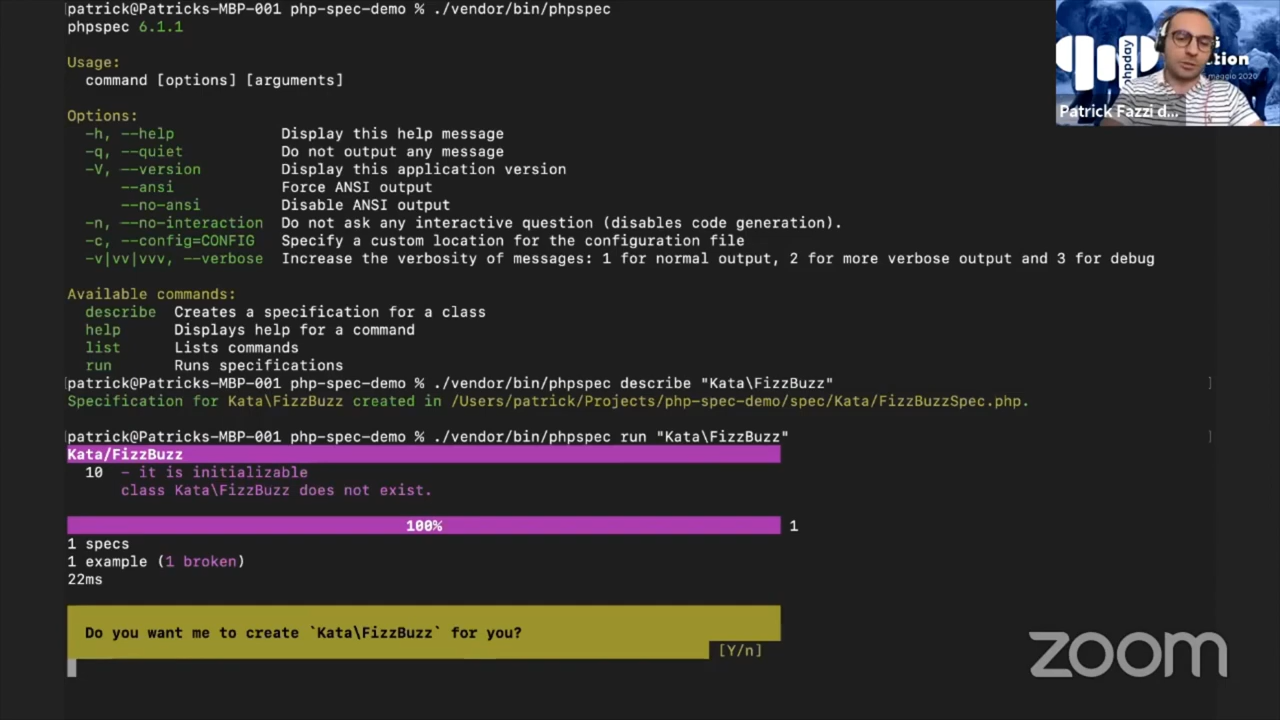 [patrick@Patricks-MBP-001 php-spec-demo % ./vendor/bin/phpspec
phpspec 6.1.1
Usage:
command [options] [arguments]
Options:
-h, --help Display this help message
-q, --quiet Do not output any message
-V, --version Display this application version
--ansi Force ANSI output
--no-ansi Disable ANSI output
-n, --no-interaction Do not ask any interactive question (disables code generation).
-c, --config=CONFIG Specify a custom location for the configuration file
-v|vv|vvv, --verbose Increase the verbosity of messages: 1 for normal output, 2 for more verbose output and 3 for debug
Available commands:
describe Creates a specification for a class
help Displays help for a command
list Lists commands
run Runs specifications
[patrick@Patricks-MBP-001 php-spec-demo % ./vendor/bin/phpspec describe "Kata\FizzBuzz" ]
Specification for Kata\FizzBuzz created in /Users/patrick/Projects/php-spec-demo/spec/Kata/FizzBuzzSpec.php.
[patrick@Patricks-MBP-001 php-spec-demo % ./vendor/bin/phpspec run "Kata\FizzBuzz" ]
Kata/FizzBuzz
10 - it is initializable
class Kata\FizzBuzz does not exist.
100% 1
1 specs
1 example (1 broken)
22ms
Do you want me to create `Kata\FizzBuzz` for you?
[Y/n]
phpday
maggio 2020
Patrick Fazzi d...
zoom